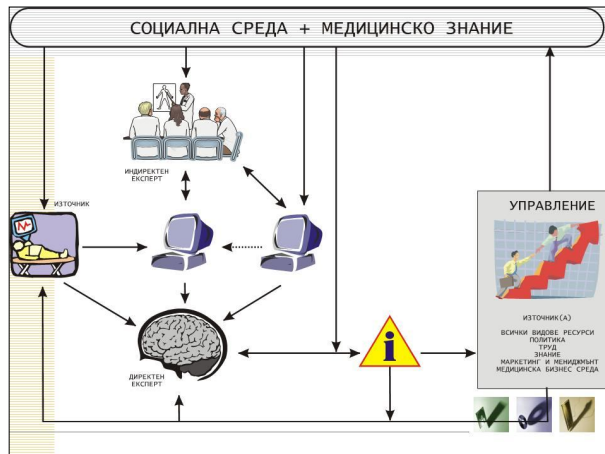 СОЦИАЛНА СРЕДА + МЕДИЦИНСКО ЗНАНИЕ
ИНДИРЕКТЕН
ЕКСПЕРТ
ИЗТОЧНИК
УПРАВЛЕНИЕ
ИЗТОЧНИК(А)
ВСИЧКИ ВИДОВЕ РЕСУРСИ
ПОЛИТИКА
ТРУД
ЗНАНИЕ
МАРКЕТИНГ И МЕНИДЖМЪНТ
МЕДИЦИНСКА БИЗНЕС СРЕДА
i
ДИРЕКТЕН
ЕКСПЕРТ